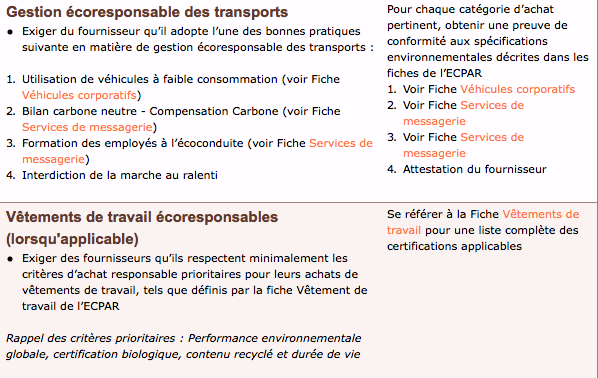 Gestion écoresponsable des transports
● Exiger du fournisseur qu'il adopte l'une des bonnes pratiques
suivante en matière de gestion écoresponsable des transports :
1. Utilisation de véhicules à faible consommation (voir Fiche
Véhicules corporatifs)
2. Bilan carbone neutre - Compensation Carbone (voir Fiche
Services de messagerie)
3. Formation des employés à l'écoconduite (voir Fiche Services de
messagerie)
4. Interdiction de la marche au ralenti
Pour chaque catégorie d'achat
pertinent, obtenir une preuve de
conformité aux spécifications
environnementales décrites dans les
fiches de l'ECPAR
1. Voir Fiche Véhicules corporatifs
2. Voir Fiche Services de
messagerie
3. Voir Fiche Services de
messagerie
4. Attestation du fournisseur
Vêtements de travail écoresponsables
(lorsqu'applicable)
● Exiger des fournisseurs qu'ils respectent minimalement les
critères d'achat responsable prioritaires pour leurs achats de
vêtements de travail, tels que définis par la fiche Vêtement de
travail de l'ECPAR
Rappel des critères prioritaires : Performance environnementale
globale, certification biologique, contenu recyclé et durée de vie
Se référer à la Fiche Vêtements de
travail pour une liste complète des
certifications applicables